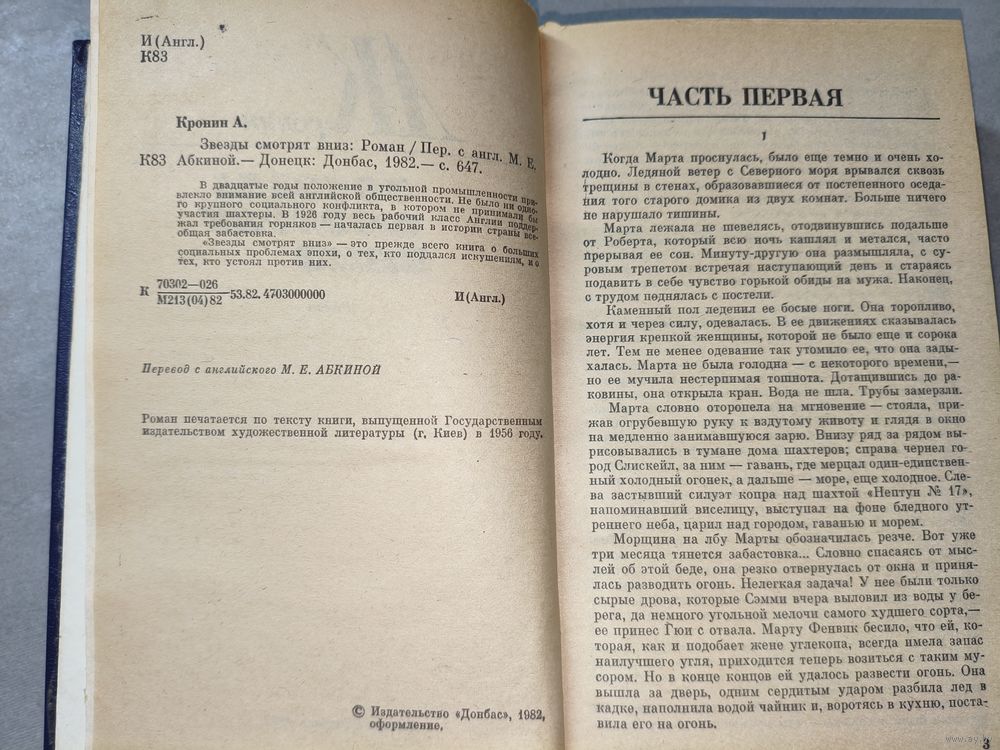 И(Англ.)
К83
Кронин А.
Звезды смотрят вниз: Роман / Пер. с англ. М. Е.
К83 Абкиной.— Донецк: Донбас, 1982.— с. 647.
В двадцатые годы положение в угольной промышленности при-
влекло внимание всей английской общественности. Не было ни одно-
го крупного социального конфликта, в котором не принимали бы
участия шахтеры. В 1926 году весь рабочий класс Англии поддер-
жал требования горняков — началась первая в истории страны все-
общая забастовка.
«Звезды смотрят вниз» — это прежде всего книга о больших
социальных проблемах эпохи, о тех, кто поддался искушениям, и о
тех, кто устоял против них.
К 70302—026
М213(04)82 -53.82. 4703000000 И(Англ.)
Перевод с английского М. Е. АБКИНОЙ
Роман печатается по тексту книги, выпущенной Государственным
издательством художественной литературы (г. Киев) в 1956 году.
© Издательство «Донбас», 1982,
оформление.
ЧАСТЬ ПЕРВАЯ
1
Когда Марта проснулась, было еще темно и очень хо-
лодно. Ледяной ветер с Северного моря врывался сквозь
трещины в стенах, образовавшиеся от постепенного оседа-
ния того старого домика из двух комнат. Больше ничего
не нарушало тишины.
Марта лежала не шевелясь, отодвинувшись подальше
от Роберта, который всю ночь кашлял и метался, часто
прерывая ее сон. Минуту-другую она размышляла, с су-
ровым трепетом встречая наступающий день и стараясь
подавить в себе чувство горькой обиды на мужа. Наконец,
с трудом поднялась с постели.
Каменный пол леденил ее босые ноги. Она торопливо,
хотя и через силу, одевалась. В ее движениях сказывалась
энергия крепкой женщины, которой не было еще и сорока
лет. Тем не менее одевание так утомило ее, что она зады-
халась. Марта не была голодна — с некоторого времени,—
но ее мучила нестерпимая тошнота. Дотащившись до ра-
ковины, она открыла кран. Вода не шла. Трубы замерзли.
Марта словно оторопела на мгновение — стояла, при-
жав огрубевшую руку к вздутому животу и глядя в окно
на медленно занимавшуюся зарю. Внизу ряд за рядом вы-
рисовывались в тумане дома шахтеров; справа чернел го-
род Слискейл, за ним — гавань, где мерцал один-единствен-
ный холодный огонек, а дальше — море, еще холодное. Сле-
ва застывший силуэт копра над шахтой «Нептун № 17»,
напоминавший виселицу, выступал на фоне бледного ут-
реннего неба, царил над городом, гаванью и морем.
Морщина на лбу Марты обозначилась резче. Вот уже
три месяца тянется забастовка... Словно спасаясь от мыс-
лей об этой беде, она резко отвернулась от окна и приня-
лась разводить огонь. Нелегкая задача! У нее были только
сырые дрова, которые Сэмми вчера выловил из воды у бе-
рега, да немного угольной мелочи самого худшего сорта,—
ее принес Гюи с отвала. Марту Фенвик бесило, что ей, ко-
торая, как и подобает жене углекопа, всегда имела запас
наилучшего угля, приходится теперь возиться с таким му-
сором. Но в конце концов ей удалось развести огонь. Она
вышла за дверь, одним сердитым ударом разбила лед в
кадке, наполнила водой чайник и, воротясь в кухню, поста-
вила его на огонь.
3
www.ay.by